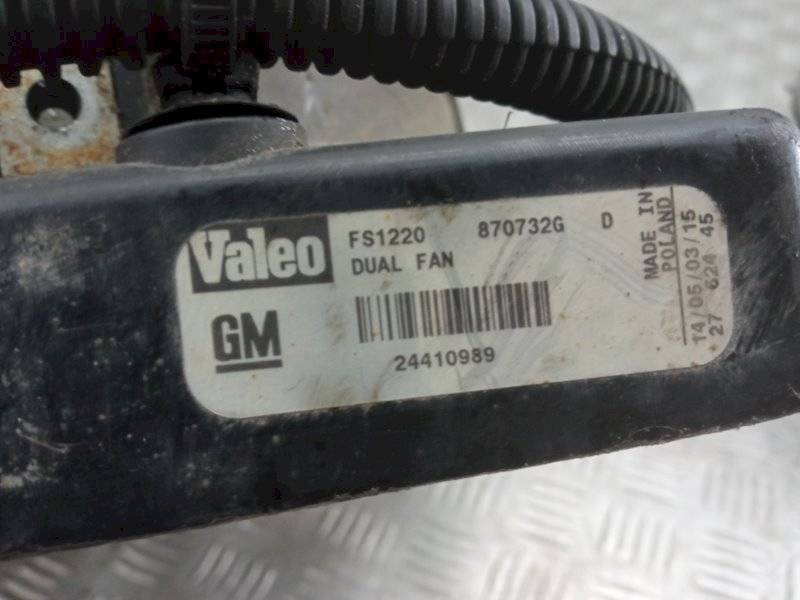 Valeo
FS1220 870732G D
DUAL FAN
GM
24410989
MADE IN
POLAND
14/05/03/15
27 624 45